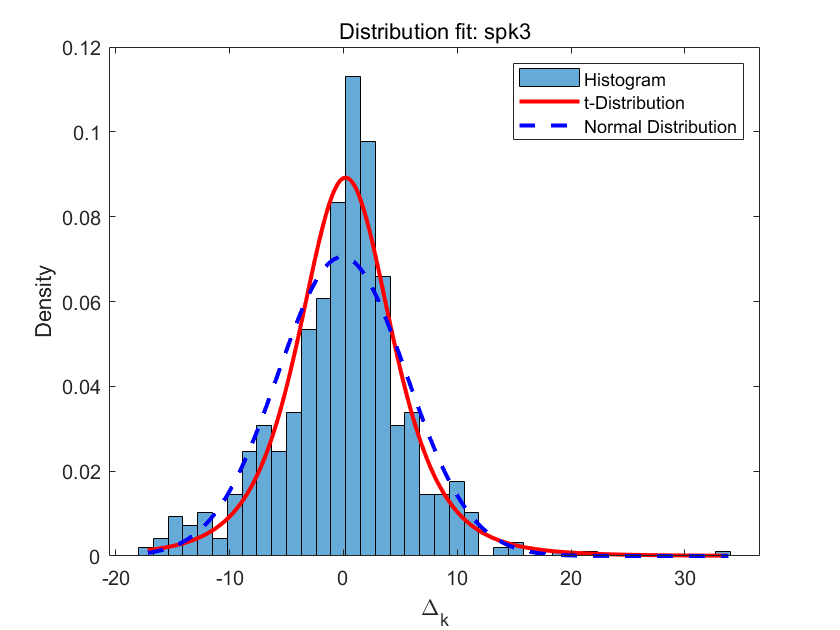 Distribution fit: spk3
Histogram
t-Distribution
Normal Distribution
Density
0.12
0.1
0.08
0.06
0.04
0.02
0
-20 -10 0 10 20 30
Δk